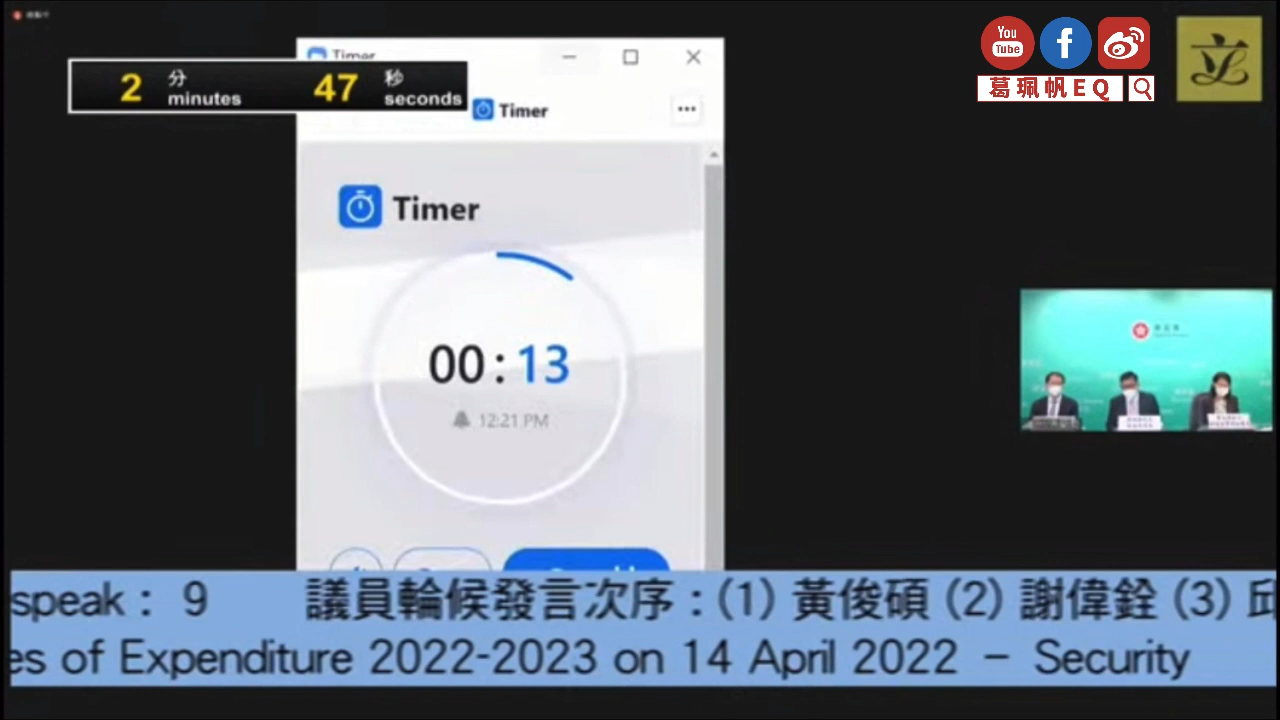 Timer
2 分 minutes 47 秒 seconds
Timer
...
You
Tube
葛珮帆EQ
立
Timer
00:13
12:21 PM
speak : 9 議員輪候發言次序 : (1) 黃俊碩 (2) 謝偉銓 (3) 邱
es of Expenditure 2022-2023 on 14 April 2022 – Security